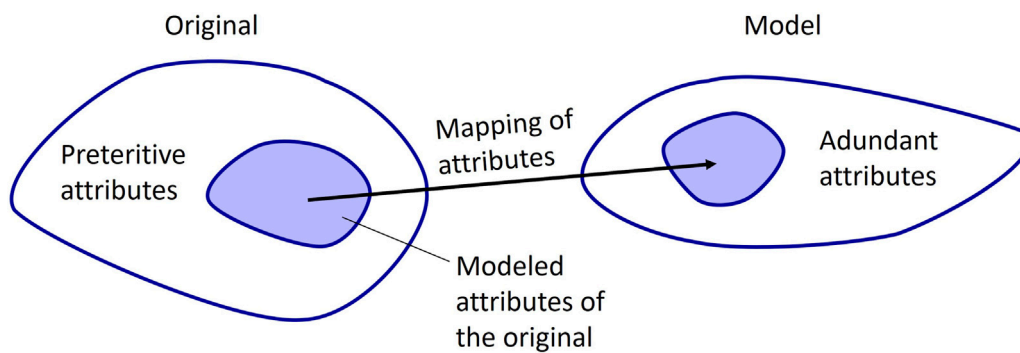 Original
Model
Preteritive
attributes
Mapping of
attributes
Adundant
attributes
Modeled
attributes of
the original